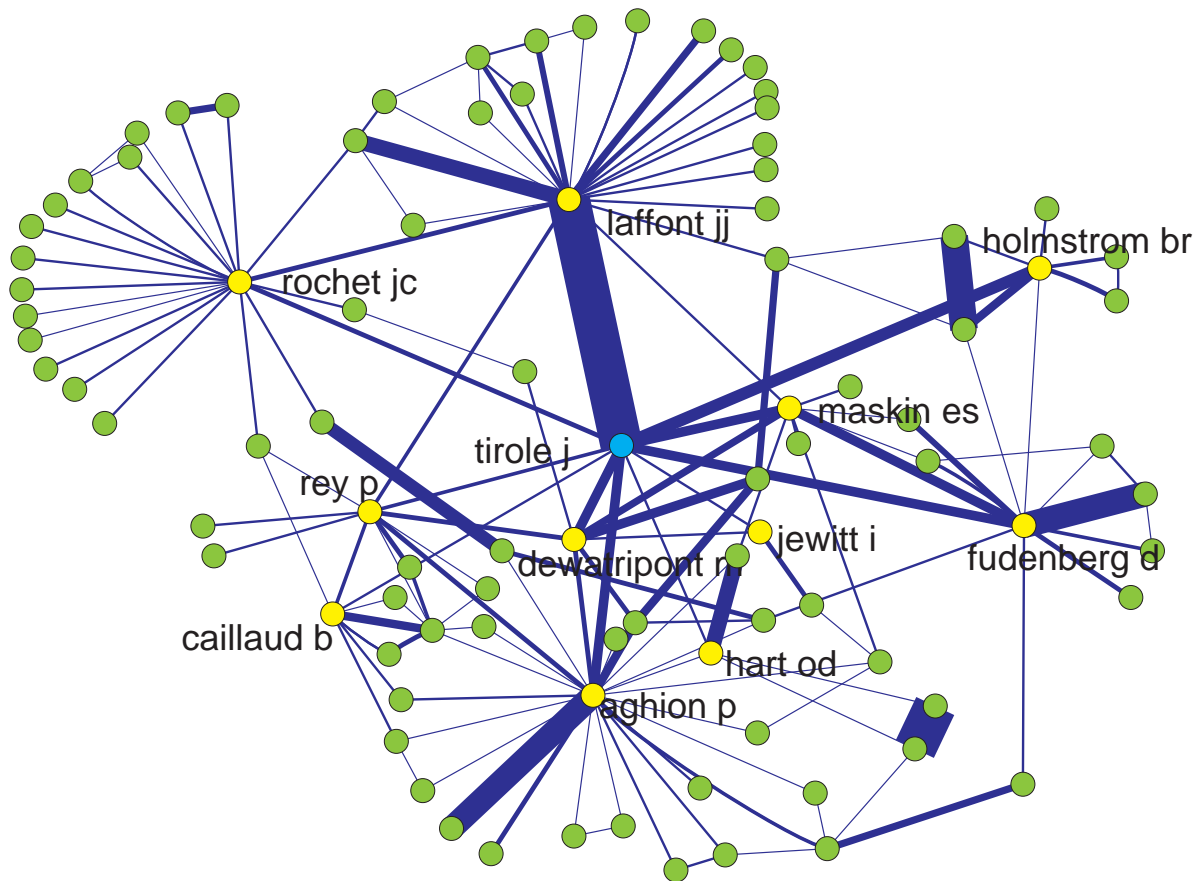 laffont jj
holmstrom br
rochet jc
maskin es
tirole j
rey p
jewitt i
dewatripont m
fudenberg d
caillaud b
hart od
aghion p